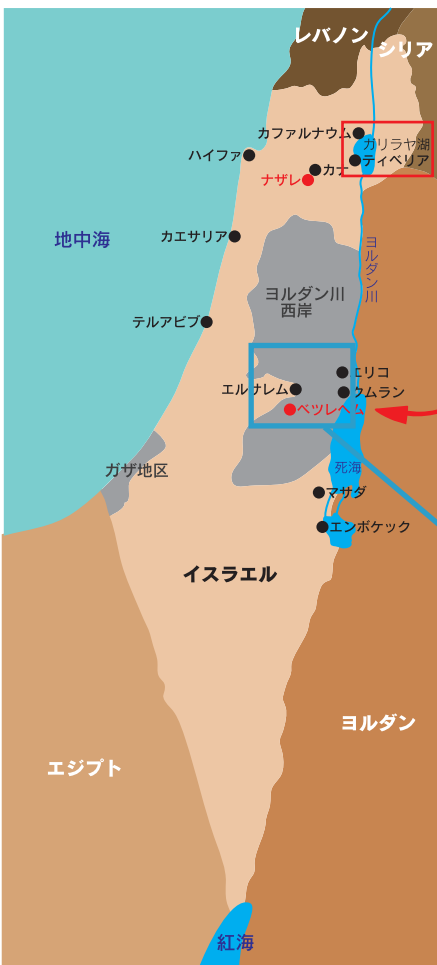 レバノン
シリア
カファルナウム
ガリラヤ湖
ハイファ
ティベリア
カナ
ナザレ
カエサリア
地中海
ヨルダン川
ヨルダン川
西岸
テルアビブ
エリコ
エルサレム
クムラン
ベツレヘム
ガザ地区
死海
マサダ
エンボケック
イスラエル
ヨルダン
エジプト
紅海